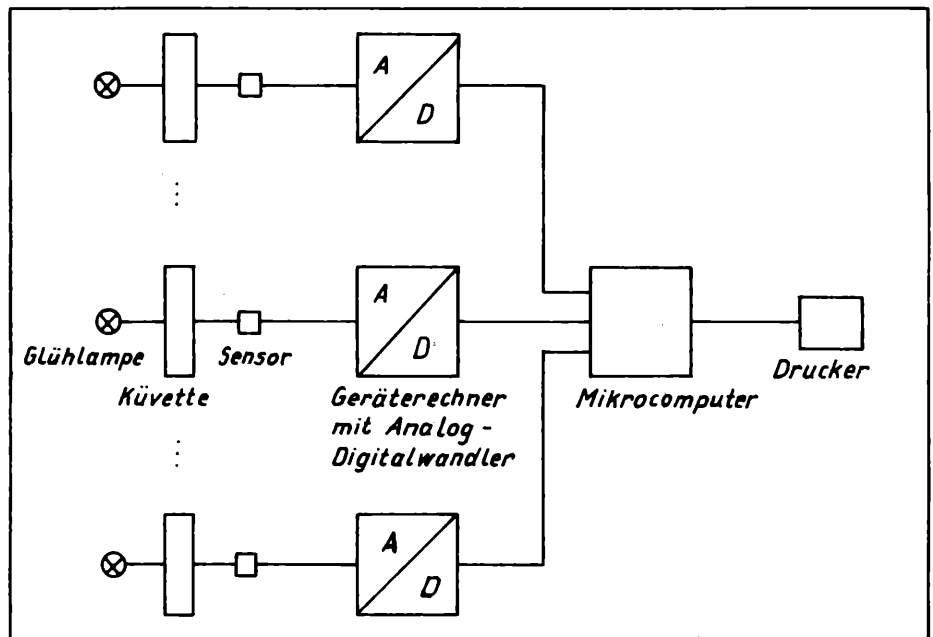 A
D
A
D
Glühlampe
Sensor
Drucker
Küvette
Geräterechner
mit Analog -
Digitalwandler
Mikrocomputer
A
D